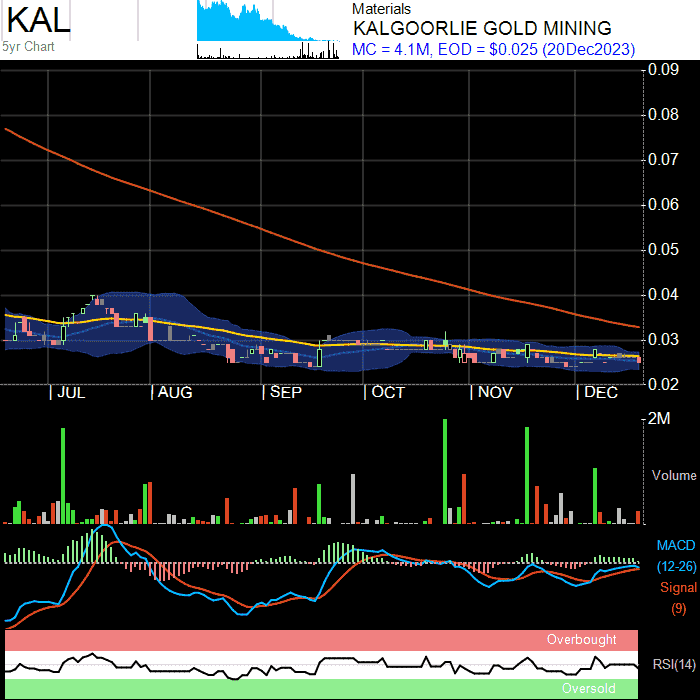 KAL
5yr Chart
Materials
KALGOORLIE GOLD MINING
MC = 4.1M, EOD = $0.025 (20Dec2023)
0.09
0.08
0.07
0.06
0.05
0.04
0.03
0.02
JUL AUG SEP OCT NOV DEC
2M
Volume
MACD
(12-26)
Signal
(9)
Overbought
RSI(14)
Oversold